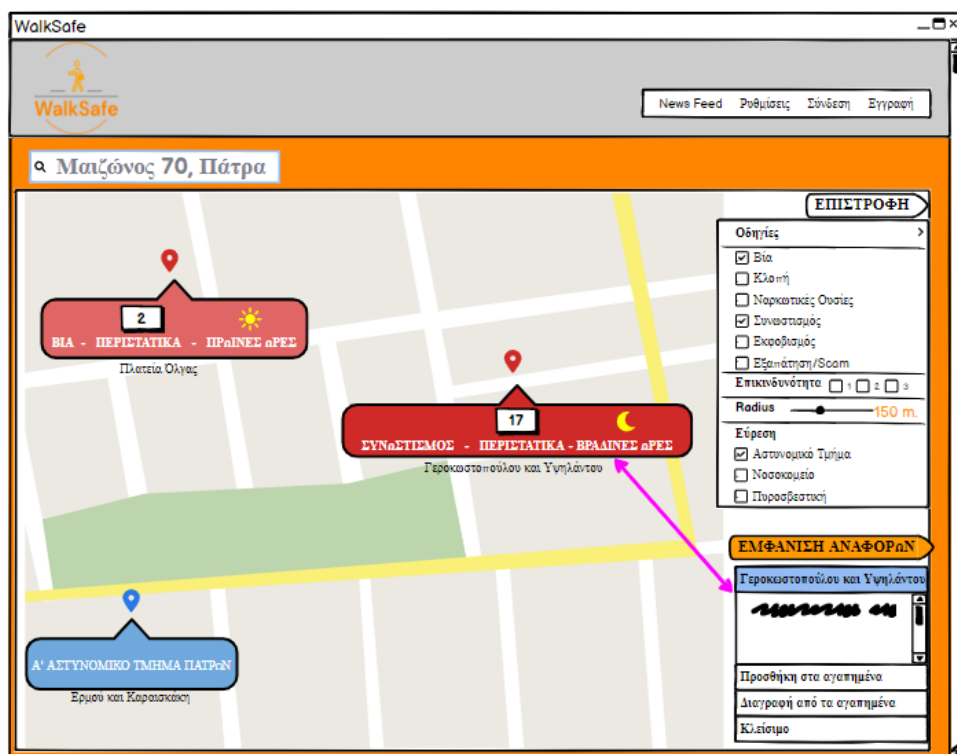 WalkSafe
WalkSafe
News Feed Ρυθμίσεις Σύνδεση Εγγραφή
Μαιζώνος 70, Πάτρα
ΕΠΙΣΤΡΟΦΗ
Οδηγίες >
Βία
Κλοπή
Ναρκωτικές Ουσίες
Συνωστισμός
Εκφοβισμός
Εξαπάτηση/Scam
Επικινδυνότητα 1 2 3
Radius 150 m.
Εύρεση
Αστυνομικό Τμήμα
Νοσοκομείο
Πυροσβεστική
2
ΒΙΑ - ΠΕΡΙΣΤΑΤΙΚΑ - ΠΡΩΙΝΕΣ ΩΡΕΣ
Πλατεία Όλγας
17
ΣΥΝΩΣΤΙΣΜΟΣ - ΠΕΡΙΣΤΑΤΙΚΑ - ΒΡΑΔΙΝΕΣ ΩΡΕΣ
Γεροκωστοπούλου και Υψηλάντου
Α' ΑΣΤΥΝΟΜΙΚΟ ΤΜΗΜΑ ΠΑΤΡΩΝ
Ερμού και Καραισκάκη
ΕΜΦΑΝΙΣΗ ΑΝΑΦΟΡΩΝ
Γεροκωστοπούλου και Υψηλάντου
Προσθήκη στα αγαπημένα
Διαγραφή από τα αγαπημένα
Κλείσιμο